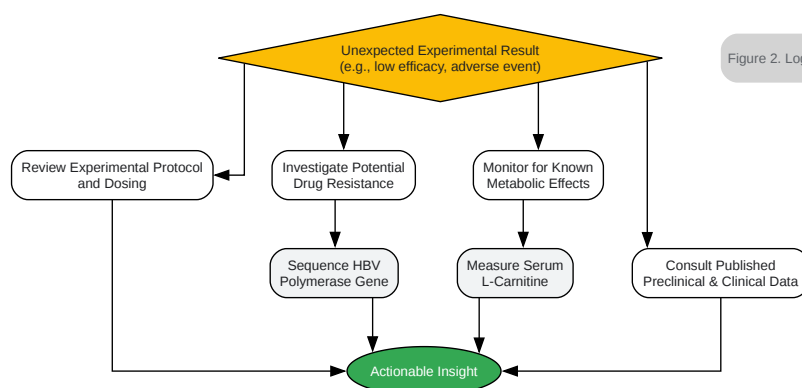 Unexpected Experimental Result
(e.g., low efficacy, adverse event)
Figure 2.
Review Experimental Protocol
and Dosing
Investigate Potential
Drug Resistance
Monitor for Known
Metabolic Effects
Sequence HBV
Polymerase Gene
Measure Serum
L-Carnitine
Consult Published
Preclinical & Clinical Data
Actionable Insight